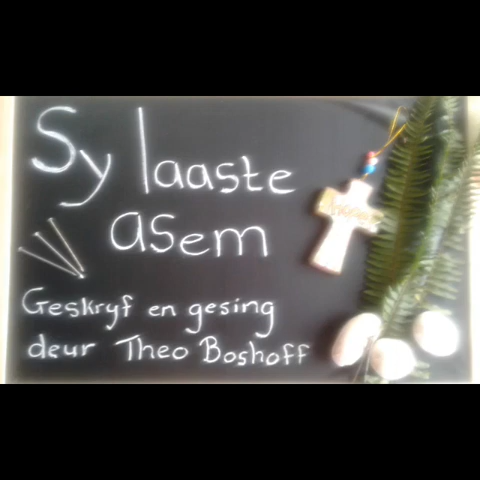 Sy laaste
asem
Geskryf en gesing
deur Theo Boshoff